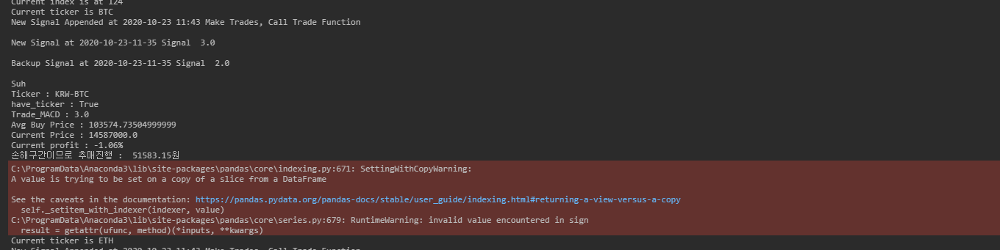 Current index is at 124
Current ticker is BTC
New Signal Appended at 2020-10-23 11:43 Make Trades, Call Trade Function
New Signal at 2020-10-23-11-35 Signal  3.0
Backup Signal at 2020-10-23-11-35 Signal  2.0
Suh
Ticker : KRW-BTC
have_ticker : True
Trade_MACD : 3.0
Avg Buy Price : 103574.73504999999
Current Price : 14587000.0
Current profit : -1.06%
손해구간이므로 추매진행 :  51583.15원
C:\ProgramData\Anaconda3\lib\site-packages\pandas\core\indexing.py:671: SettingWithCopyWarning:
A value is trying to be set on a copy of a slice from a DataFrame
See the caveats in the documentation: https://pandas.pydata.org/pandas-docs/stable/user_guide/indexing.html#returning-a-view-versus-a-copy
self._setitem_with_indexer(indexer, value)
C:\ProgramData\Anaconda3\lib\site-packages\pandas\core\series.py:679: RuntimeWarning: invalid value encountered in sign
result = getattr(ufunc, method)(*inputs, **kwargs)
Current ticker is ETH
New Signal Appended at 2020-10-23 11:43 Make Trades, Call Trade Function